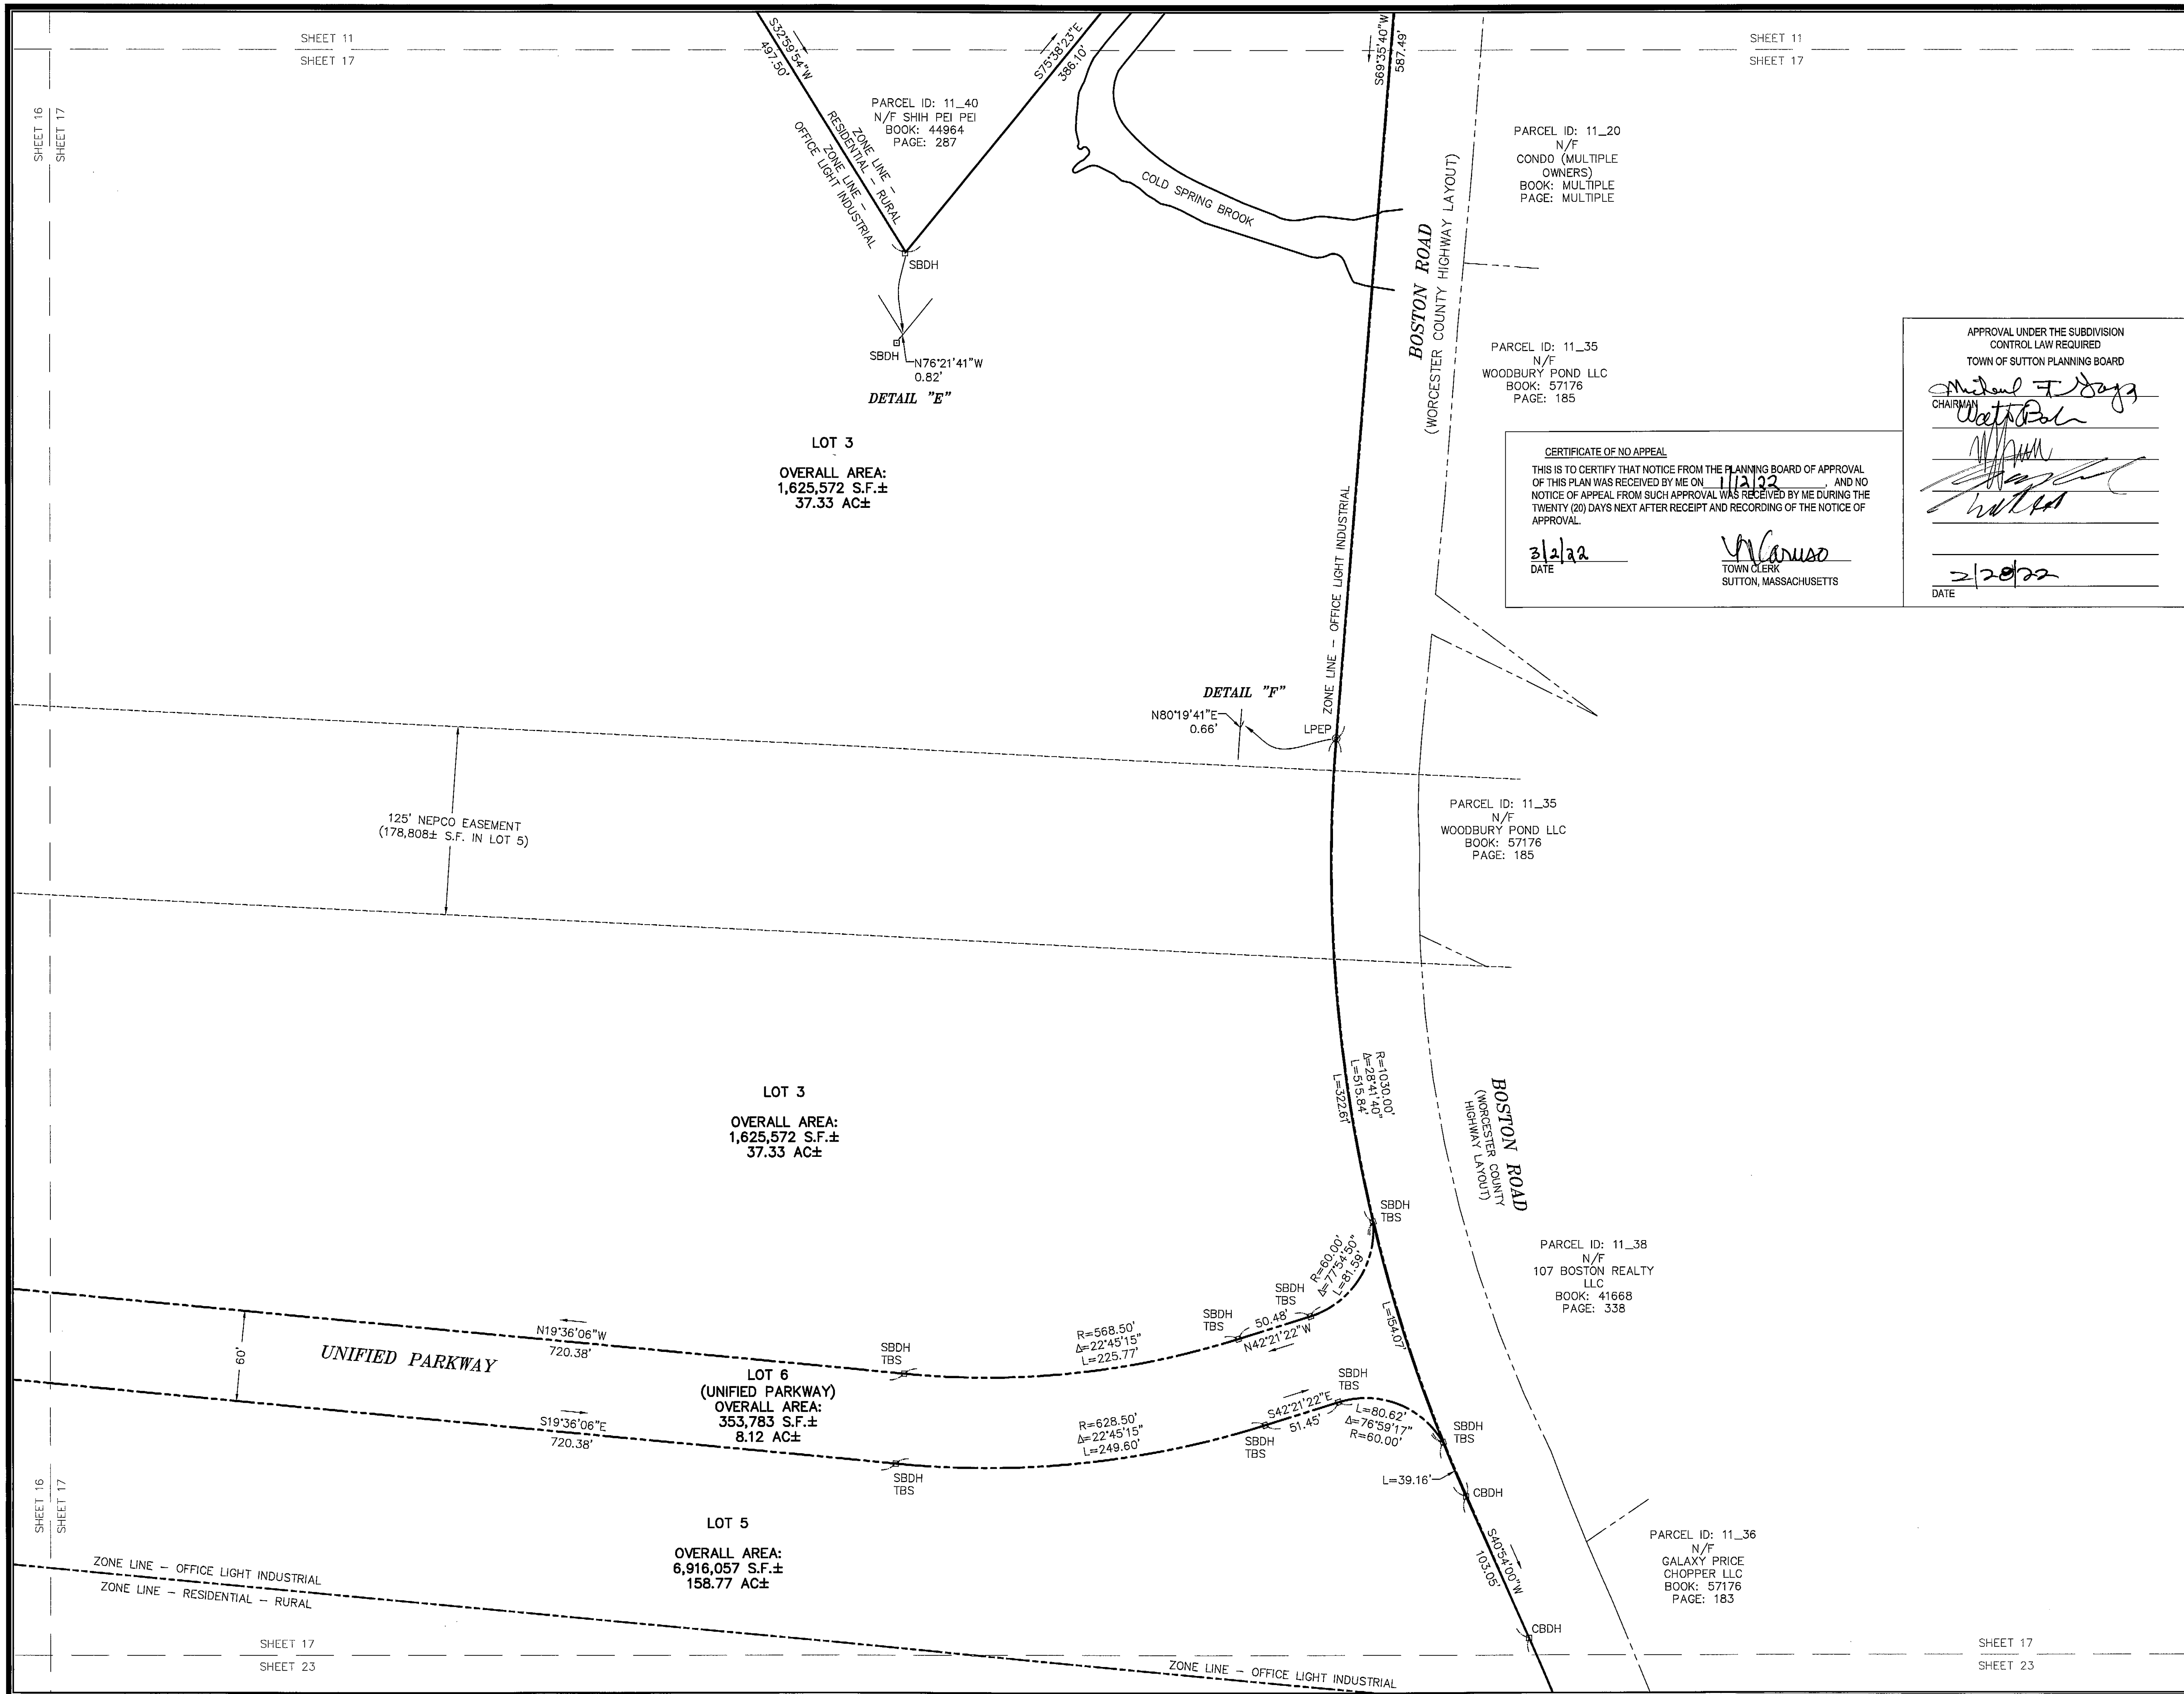 SHEET 11
SHEET 17
SHEET 11
SHEET 17
SHEET 16
SHEET 17
S32°59'54"W
497.50'
S75°38'23"E
386.10'
S69°35'40"W
587.49'
PARCEL ID: 11_40
N/F SHIH PEI PEI
BOOK: 44964
PAGE: 287
ZONE LINE –
RESIDENTIAL – RURAL
ZONE LINE –
OFFICE LIGHT INDUSTRIAL
COLD SPRING BROOK
SBDH
SBDH
N76°21'41"W
0.82'
DETAIL "E"
BOSTON ROAD
(WORCESTER COUNTY HIGHWAY LAYOUT)
PARCEL ID: 11_20
N/F
CONDO (MULTIPLE
OWNERS)
BOOK: MULTIPLE
PAGE: MULTIPLE
PARCEL ID: 11_35
N/F
WOODBURY POND LLC
BOOK: 57176
PAGE: 185
APPROVAL UNDER THE SUBDIVISION
CONTROL LAW REQUIRED
TOWN OF SUTTON PLANNING BOARD
CHAIRMAN
2/28/22
DATE
CERTIFICATE OF NO APPEAL
THIS IS TO CERTIFY THAT NOTICE FROM THE PLANNING BOARD OF APPROVAL
OF THIS PLAN WAS RECEIVED BY ME ON 1/12/22, AND NO
NOTICE OF APPEAL FROM SUCH APPROVAL WAS RECEIVED BY ME DURING THE
TWENTY (20) DAYS NEXT AFTER RECEIPT AND RECORDING OF THE NOTICE OF
APPROVAL.
3/2/22
DATE
Caruso
TOWN CLERK
SUTTON, MASSACHUSETTS
LOT 3
OVERALL AREA:
1,625,572 S.F.±
37.33 AC±
ZONE LINE – OFFICE LIGHT INDUSTRIAL
DETAIL "F"
N80°19'41"E
0.66'
LPEP
125' NEPCO EASEMENT
(178,808± S.F. IN LOT 5)
PARCEL ID: 11_35
N/F
WOODBURY POND LLC
BOOK: 57176
PAGE: 185
LOT 3
OVERALL AREA:
1,625,572 S.F.±
37.33 AC±
R=1030.00'
Δ=28°41'40"
L=515.84'
L=322.61'
BOSTON ROAD
(WORCESTER COUNTY
HIGHWAY LAYOUT)
SBDH
TBS
PARCEL ID: 11_38
N/F
107 BOSTON REALTY
LLC
BOOK: 41668
PAGE: 338
R=60.00'
Δ=77°54'50"
L=81.59'
SBDH
TBS
50.48'
N42°21'22"W
SBDH
TBS
L=154.07'
R=568.50'
Δ=22°45'15"
L=225.77'
SBDH
TBS
N19°36'06"W
720.38'
60'
UNIFIED PARKWAY
LOT 6
(UNIFIED PARKWAY)
OVERALL AREA:
353,783 S.F.±
8.12 AC±
S19°36'06"E
720.38'
R=628.50'
Δ=22°45'15"
L=249.60'
S42°21'22"E
51.45'
SBDH
TBS
SBDH
TBS
L=80.62'
Δ=76°59'17"
R=60.00'
SBDH
TBS
SBDH
TBS
L=39.16'
CBDH
S40°54'00"W
103.05'
CBDH
PARCEL ID: 11_36
N/F
GALAXY PRICE
CHOPPER LLC
BOOK: 57176
PAGE: 183
SHEET 16
SHEET 17
LOT 5
OVERALL AREA:
6,916,057 S.F.±
158.77 AC±
ZONE LINE – OFFICE LIGHT INDUSTRIAL
ZONE LINE – RESIDENTIAL – RURAL
SHEET 17
SHEET 23
ZONE LINE – OFFICE LIGHT INDUSTRIAL
SHEET 17
SHEET 23